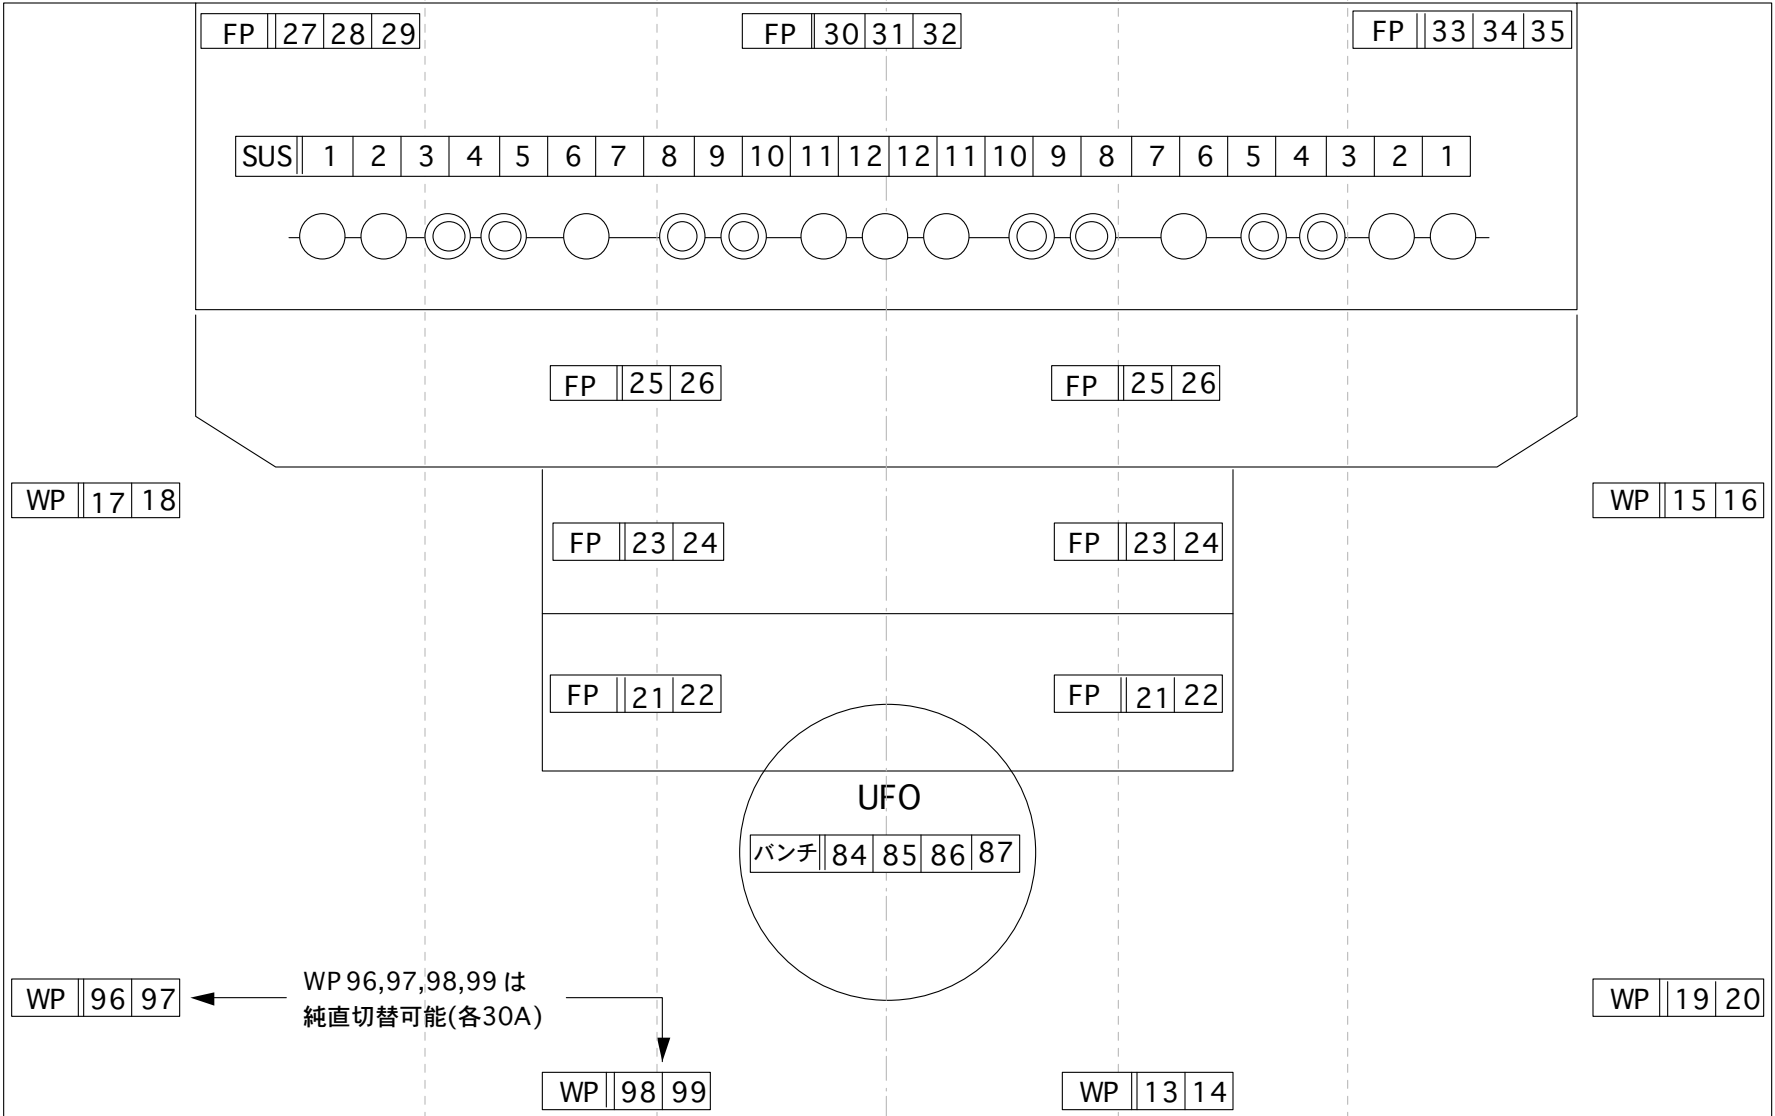 FP 27 28 29
FP 30 31 32
FP 33 34 35
SUS 1 2 3 4 5 6 7 8 9 10 11 12 12 11 10 9 8 7 6 5 4 3 2 1
FP 25 26
FP 25 26
WP 17 18
WP 15 16
FP 23 24
FP 23 24
FP 21 22
FP 21 22
UFO
バンチ 84 85 86 87
WP 96 97
WP 96,97,98,99 は
純直切替可能(各30A)
WP 19 20
WP 98 99
WP 13 14